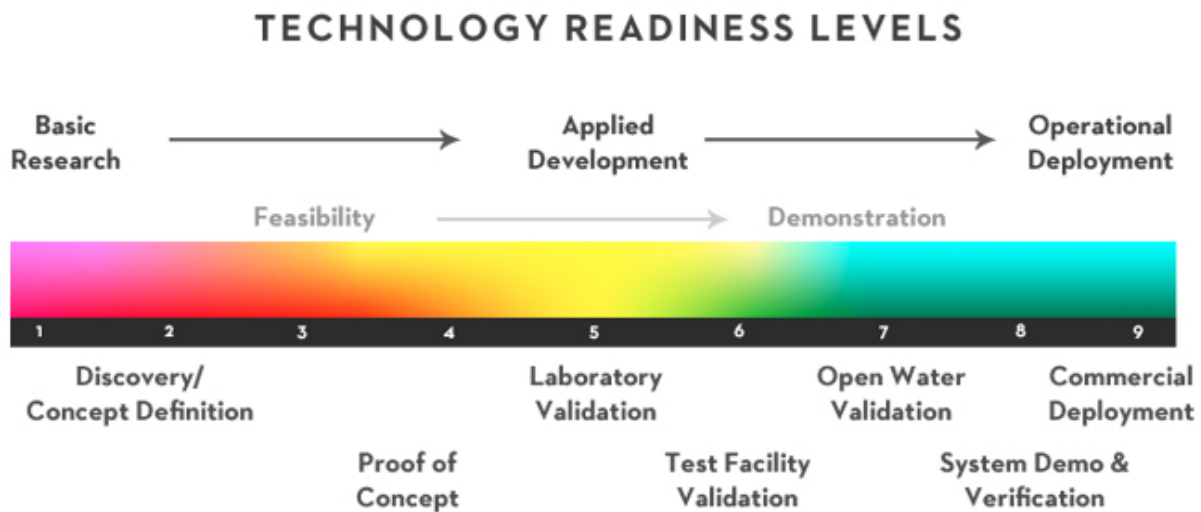 TECHNOLOGY READINESS LEVELS
Basic
Research
Applied
Development
Operational
Deployment
Feasibility
Demonstration
1 2 3 4 5 6 7 8 9
Discovery/
Concept Definition
Proof of
Concept
Laboratory
Validation
Test Facility
Validation
Open Water
Validation
System Demo &
Verification
Commercial
Deployment